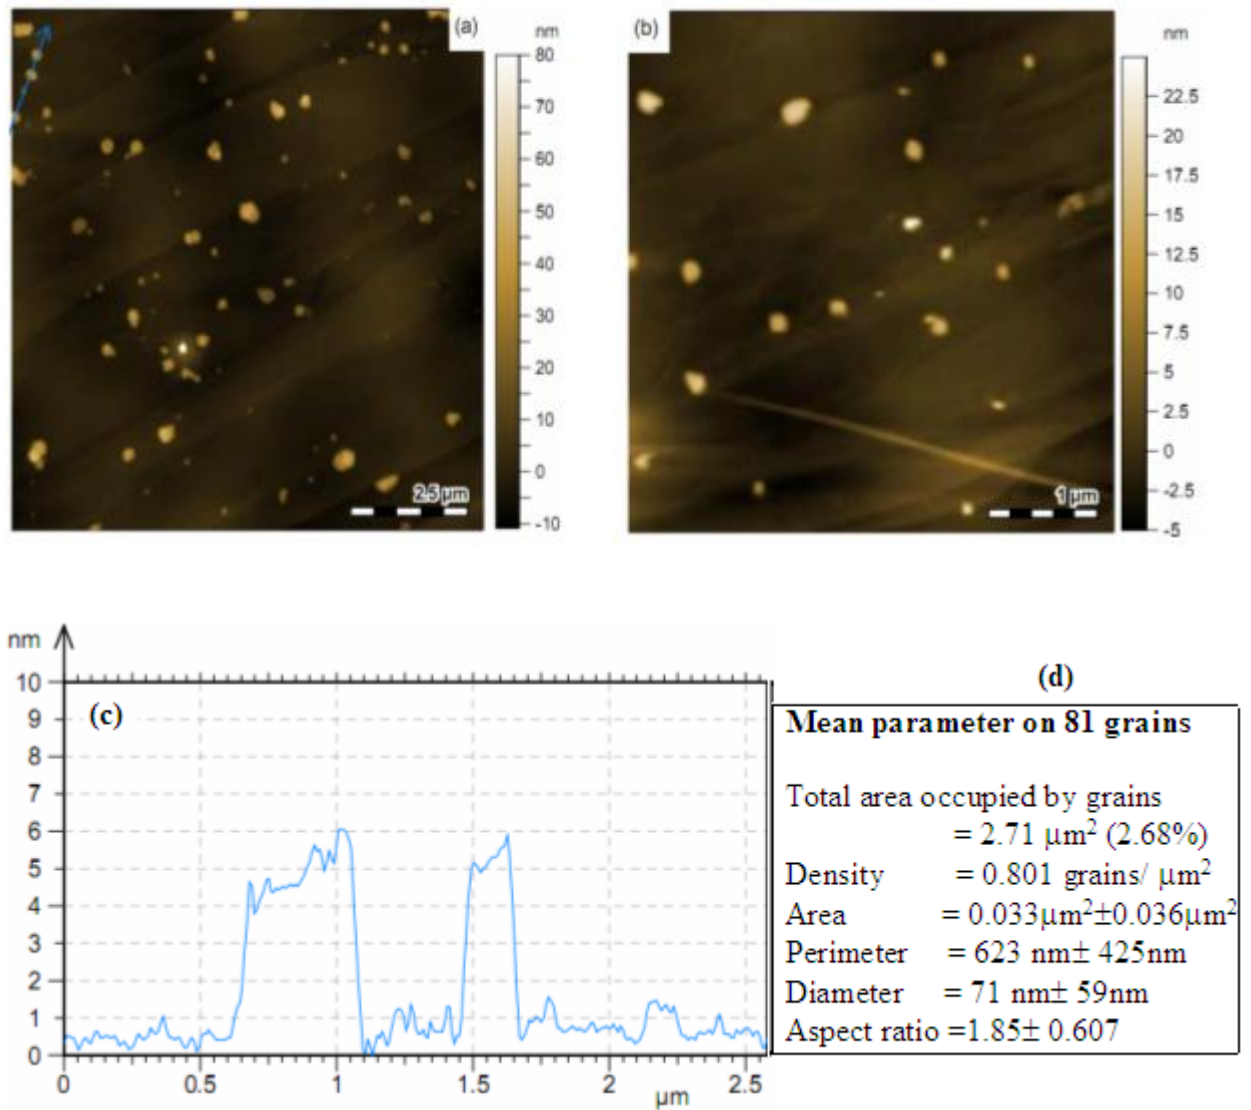 (a)
nm
80
70
60
50
40
30
20
10
0
-10
2.5 µm
(b)
nm
22.5
20
17.5
15
12.5
10
7.5
5
2.5
0
-2.5
-5
1 µm
nm
10
9
8
7
6
5
4
3
2
1
0
(c)
0 0.5 1 1.5 2 2.5
µm
(d)
Mean parameter on 81 grains
Total area occupied by grains
= 2.71 µm² (2.68%)
Density = 0.801 grains/ µm²
Area = 0.033µm²±0.036µm²
Perimeter = 623 nm± 425nm
Diameter = 71 nm± 59nm
Aspect ratio =1.85± 0.607